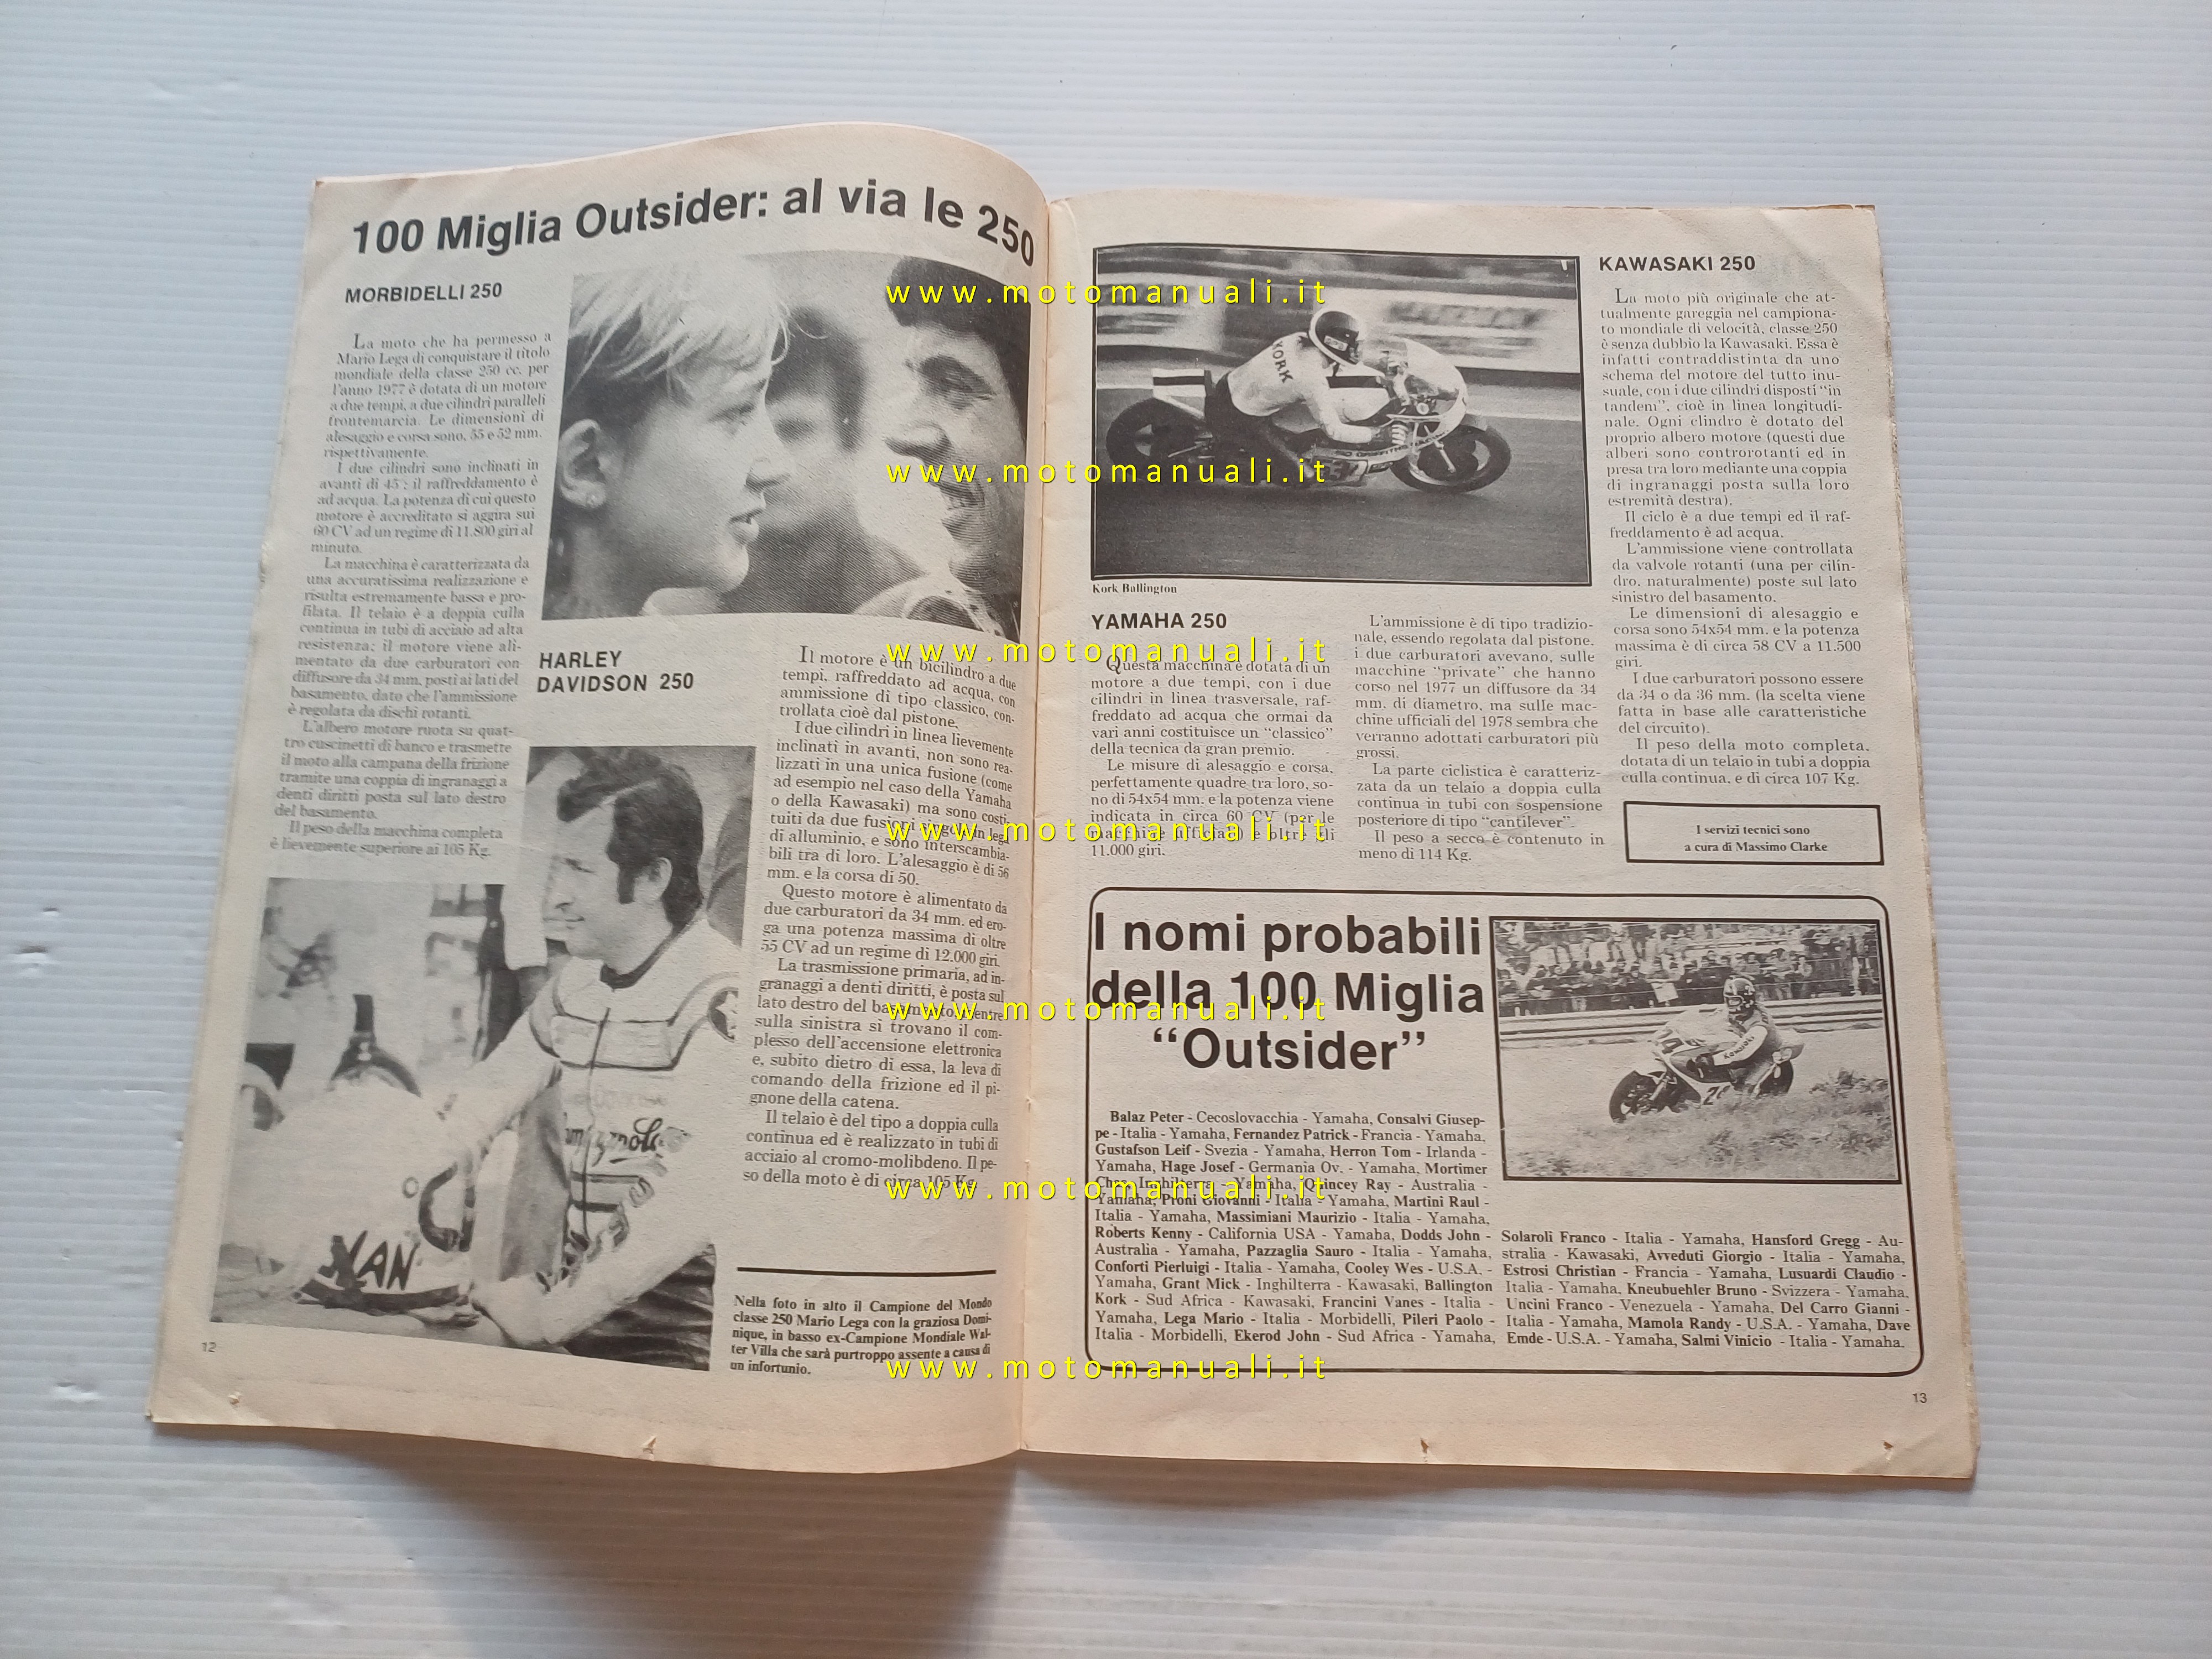 100 Miglia Outsider: al via le 250
MORBIDELLI 250
La moto che ha permesso a
Mario Lega di conquistare il titolo
mondiale della classe 250 cc. per
l'anno 1977 è dotata di un motore
a due tempi, a due cilindri paralleli
frontemarcia. Le dimensioni di
alesaggio e corsa sono, 55 e 52 mm.
rispettivamente.
I due cilindri sono inclinati in
avanti di 45°; il raffreddamento è
ad acqua. La potenza di cui questo
motore è accreditato si aggira sui
60 CV ad un regime di 11.800 giri al
minuto.
La macchina è caratterizzata da
una accuratissima realizzazione e
risulta estremamente bassa e pro-
filata. Il telaio è a doppia culla
continua in tubi di acciaio ad alta
resistenza; il motore viene ali-
mentato da due carburatori con
diffusore da 34 mm. posti ai lati del
basamento, dato che l'ammissione
è regolata da dischi rotanti.
L'albero motore ruota su quat-
tro cuscinetti di banco e trasmette
il moto alla campana della frizione
tramite una coppia di ingranaggi a
denti diritti posta sul lato destro
del basamento.
Il peso della macchina completa
è lievemente superiore ai 105 Kg.
HARLEY
DAVIDSON 250
Il motore è un bicilindro a due
tempi, raffreddato ad acqua, con
ammissione di tipo classico, con-
trollata cioè dal pistone.
I due cilindri in linea lievemente
inclinati in avanti, non sono rea-
lizzati in una unica fusione (come
ad esempio nel caso della Yamaha
o della Kawasaki) ma sono costi-
tuiti da due fusioni in lega
di alluminio, e sono interscambia-
bili tra di loro. L'alesaggio è di 56
mm. e la corsa di 50.
Questo motore è alimentato da
due carburatori da 34 mm. ed ero-
ga una potenza massima di oltre
55 CV ad un regime di 12.000 giri.
La trasmissione primaria, ad in-
granaggi a denti diritti, è posta sul
lato destro del basamento mentre
sulla sinistra si trovano il com-
plesso dell'accensione elettronica
e, subito dietro di essa, la leva di
comando della frizione ed il pi-
gnone della catena.
Il telaio è del tipo a doppia culla
continua ed è realizzato in tubi di
acciaio al cromo-molibdeno. Il pe-
so della moto è di circa 105 Kg.
Nella foto in alto il Campione del Mondo
classe 250 Mario Lega con la graziosa Domi-
nique, in basso ex-Campione Mondiale Wal-
ter Villa che sarà purtroppo assente a causa di
un infortunio.
12
KORK
Kork Ballington
YAMAHA 250
Questa macchina è dotata di un
motore a due tempi, con i due
cilindri in linea trasversale, raf-
freddato ad acqua che ormai da
vari anni costituisce un "classico"
della tecnica da gran premio.
Le misure di alesaggio e corsa,
perfettamente quadre tra loro, so-
no di 54x54 mm. e la potenza viene
indicata in circa 60 CV (per le
macchine ufficiali) a oltre gli
11.000 giri.
L'ammissione è di tipo tradizio-
nale, essendo regolata dal pistone.
i due carburatori avevano, sulle
macchine "private" che hanno
corso nel 1977 un diffusore da 34
mm. di diametro, ma sulle mac-
chine ufficiali del 1978 sembra che
verranno adottati carburatori più
grossi.
La parte ciclistica è caratteriz-
zata da un telaio a doppia culla
continua in tubi con sospensione
posteriore di tipo "cantilever".
Il peso a secco è contenuto in
meno di 114 Kg.
KAWASAKI 250
La moto più originale che at-
tualmente gareggia nel campiona-
to mondiale di velocità, classe 250
è senza dubbio la Kawasaki. Essa è
infatti contraddistinta da uno
schema del motore del tutto inu-
suale, con i due cilindri disposti "in
tandem", cioè in linea longitudi-
nale. Ogni clindro è dotato del
proprio albero motore (questi due
alberi sono controrotanti ed in
presa tra loro mediante una coppia
di ingranaggi posta sulla loro
estremità destra).
Il ciclo è a due tempi ed il raf-
freddamento è ad acqua.
L'ammissione viene controllata
da valvole rotanti (una per cilin-
dro, naturalmente) poste sul lato
sinistro del basamento.
Le dimensioni di alesaggio e
corsa sono 54x54 mm. e la potenza
massima è di circa 58 CV a 11.500
giri.
I due carburatori possono essere
da 34 o da 36 mm. (la scelta viene
fatta in base alle caratteristiche
del circuito).
Il peso della moto completa,
dotata di un telaio in tubi a doppia
culla continua, e di circa 107 Kg.
I servizi tecnici sono
a cura di Massimo Clarke
I nomi probabili
della 100 Miglia
"Outsider"
Balaz Peter - Cecoslovacchia - Yamaha, Consalvi Giusep-
pe - Italia - Yamaha, Fernandez Patrick - Francia - Yamaha,
Gustafson Leif - Svezia - Yamaha, Herron Tom - Irlanda -
Yamaha, Hage Josef - Germania Ov. - Yamaha, Mortimer
Chas - Inghilterra - Yamaha, Quincey Ray - Australia -
Yamaha, Proni Giovanni - Italia - Yamaha, Martini Raul -
Italia - Yamaha, Massimiani Maurizio - Italia - Yamaha,
Roberts Kenny - California USA - Yamaha, Dodds John -
Australia - Yamaha, Pazzaglia Sauro - Italia - Yamaha,
Conforti Pierluigi - Italia - Yamaha, Cooley Wes - U.S.A. -
Yamaha, Grant Mick - Inghilterra - Kawasaki, Ballington
Kork - Sud Africa - Kawasaki, Francini Vanes - Italia -
Yamaha, Lega Mario - Italia - Morbidelli, Pileri Paolo -
Italia - Morbidelli, Ekerod John - Sud Africa - Yamaha,
Solaroli Franco - Italia - Yamaha, Hansford Gregg - Au-
stralia - Kawasaki, Avveduti Giorgio - Italia - Yamaha,
Estrosi Christian - Francia - Yamaha, Lusuardi Claudio -
Italia - Yamaha, Kneubuehler Bruno - Svizzera - Yamaha,
Uncini Franco - Venezuela - Yamaha, Del Carro Gianni -
Italia - Yamaha, Mamola Randy - U.S.A. - Yamaha, Dave
Emde - U.S.A. - Yamaha, Salmi Vinicio - Italia - Yamaha.
13
www.motomanuali.it
www.motomanuali.it
www.motomanuali.it
www.motomanuali.it
www.motomanuali.it
www.motomanuali.it
www.motomanuali.it